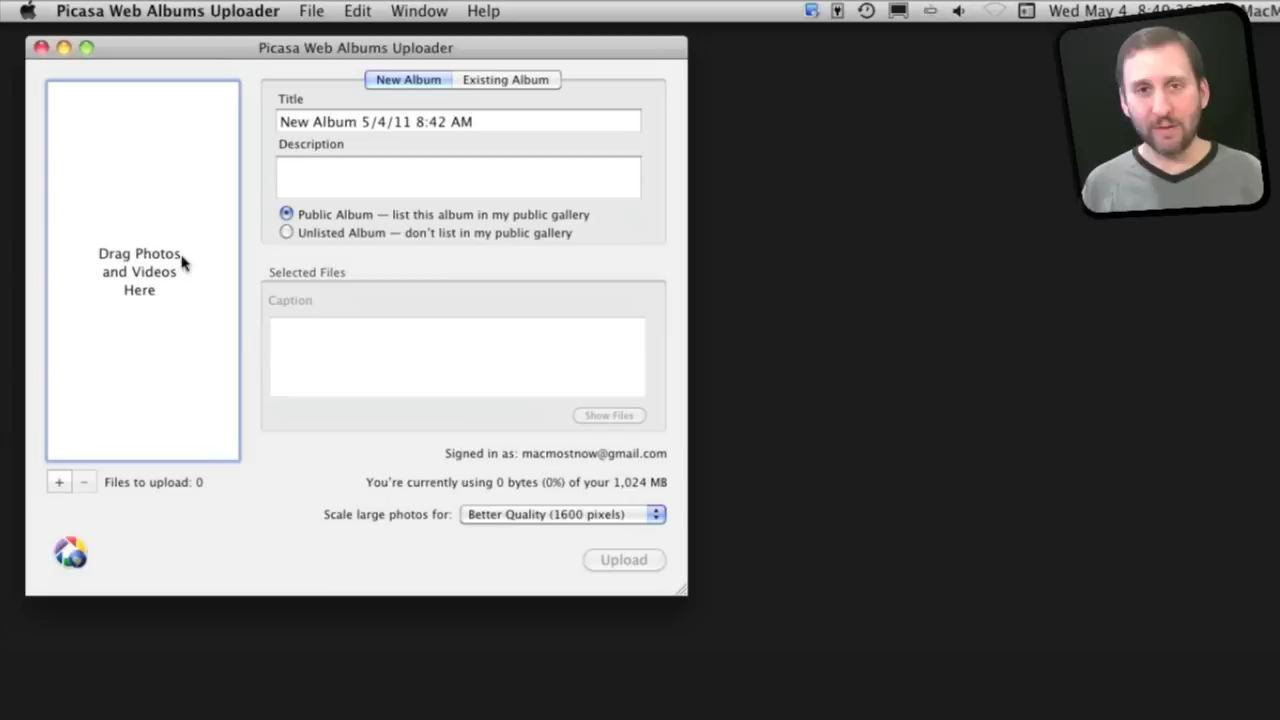 Picasa Web Albums Uploader File Edit Window Help
Wed May 4, MacM
Picasa Web Albums Uploader
New Album Existing Album
Title
New Album 5/4/11 8:42 AM
Description
Public Album — list this album in my public gallery
Unlisted Album — don't list in my public gallery
Drag Photos
and Videos
Here
Selected Files
Caption
Show Files
Signed in as: macmostnow@gmail.com
+ − Files to upload: 0
You're currently using 0 bytes (0%) of your 1,024 MB
Scale large photos for: Better Quality (1600 pixels)
Upload